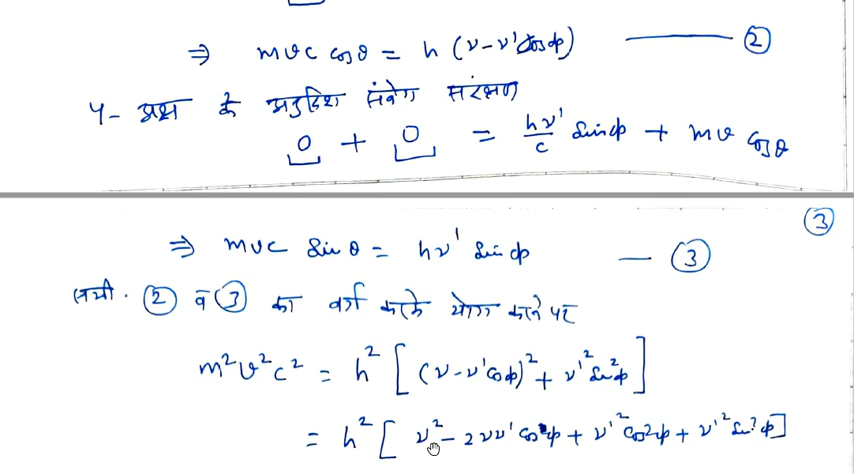 ⇒ mvc cosθ = h (ν - ν' cosφ) —— ②
y- अक्ष के अनुदिश संवेग संरक्षण
0 + 0 = hν'/c sinφ + mv cosθ
③
⇒ mvc sinθ = hν' sinφ — ③
समी. ② व ③ का वर्ग करके योग करने पर
m²v²c² = h² [(ν - ν'cosφ)² + ν'² sin²φ]
= h² [ν² - 2νν' cosφ + ν'² cos²φ + ν'² sin²φ]